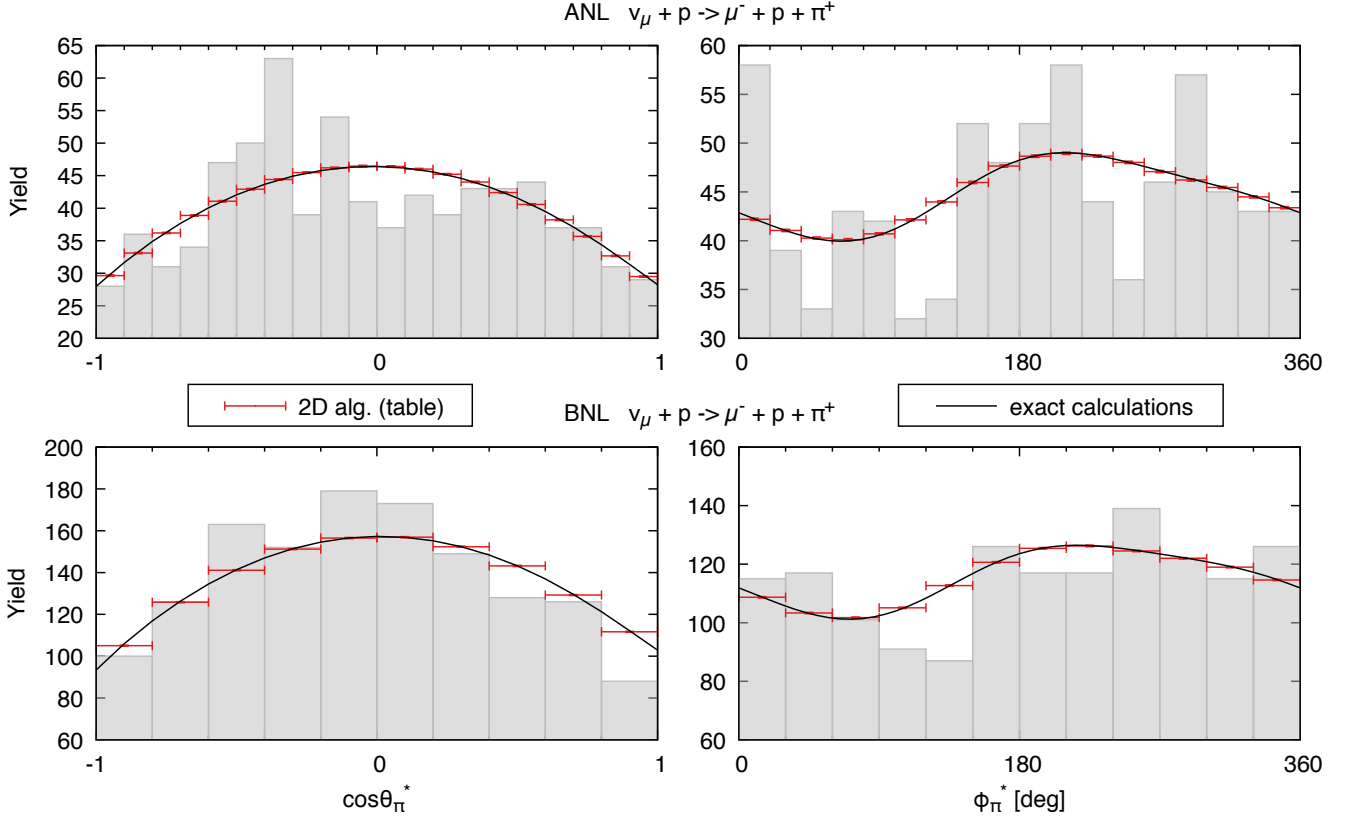 ANL ν_μ + p -> μ⁻ + p + π⁺
65
60
55
50
45
40
35
30
25
20
Yield
-1 0 1
60
55
50
45
40
35
30
0 180 360
2D alg. (table)
exact calculations
BNL ν_μ + p -> μ⁻ + p + π⁺
200
180
160
140
120
100
80
60
Yield
-1 0 1
cosθ_π^*
160
140
120
100
80
60
0 180 360
ϕ_π^* [deg]